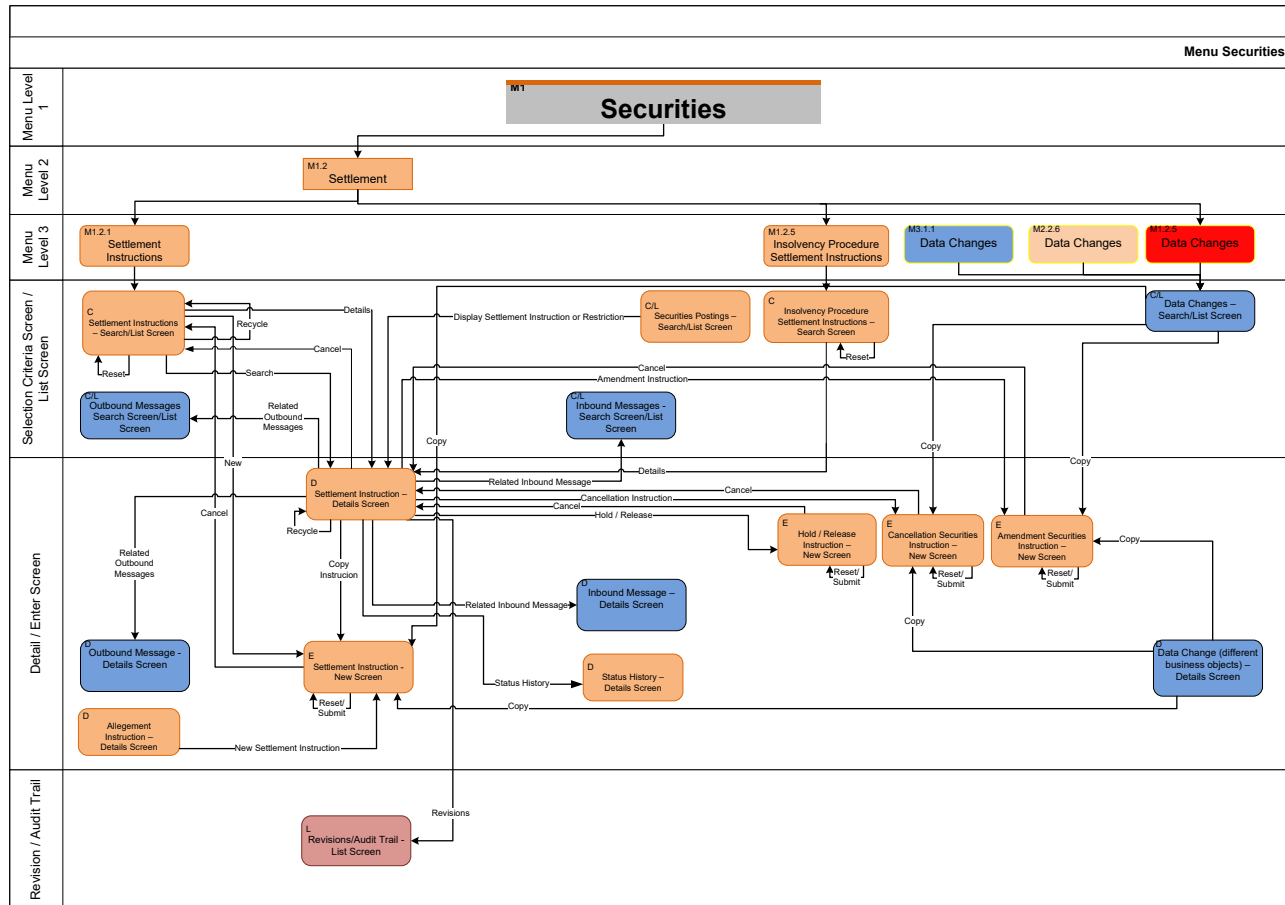 Menu Securities
Menu Level
1
M1
Securities
Menu
Level 2
M1.2
Settlement
Menu
Level 3
M1.2.1
Settlement
Instructions
M1.2.5
Insolvency Procedure
Settlement Instructions
M3.1.1
Data Changes
M2.2.6
Data Changes
M1.2.5
Data Changes
Selection Criteria Screen /
List Screen
C
Settlement Instructions
– Search/List Screen
Details
Recycle
Cancel
Reset
Search
Display Settlement Instruction or Restriction
C/L
Securities Postings –
Search/List Screen
C
Insolvency Procedure
Settlement Instructions –
Search Screen
Reset
C/L
Data Changes –
Search/List Screen
Cancel
Amendment Instruction
C/L
Outbound Messages
Search Screen/List
Screen
Related
Outbound
Messages
C/L
Inbound Messages -
Search Screen/List
Screen
Copy
Copy
Copy
New
Detail / Enter Screen
D
Settlement Instruction –
Details Screen
Details
Related Inbound Message
Cancel
Cancellation Instruction
Cancel
Hold / Release
Recycle
Cancel
E
Hold / Release
Instruction –
New Screen
Reset/
Submit
E
Cancellation Securities
Instruction –
New Screen
Reset/
Submit
E
Amendment Securities
Instruction – New
Screen
Reset/
Submit
Copy
Related
Outbound
Messages
Copy
Instrucion
Related Inbound Message
D
Inbound Message –
Details Screen
Copy
D
Outbound Message -
Details Screen
E
Settlement Instruction -
New Screen
Reset/
Submit
Status History
D
Status History –
Details Screen
D
Data Change (different
business objects) –
Details Screen
Copy
D
Allegement
Instruction –
Details Screen
New Settlement Instruction
Revision / Audit Trail
Revisions
L
Revisions/Audit Trail -
List Screen